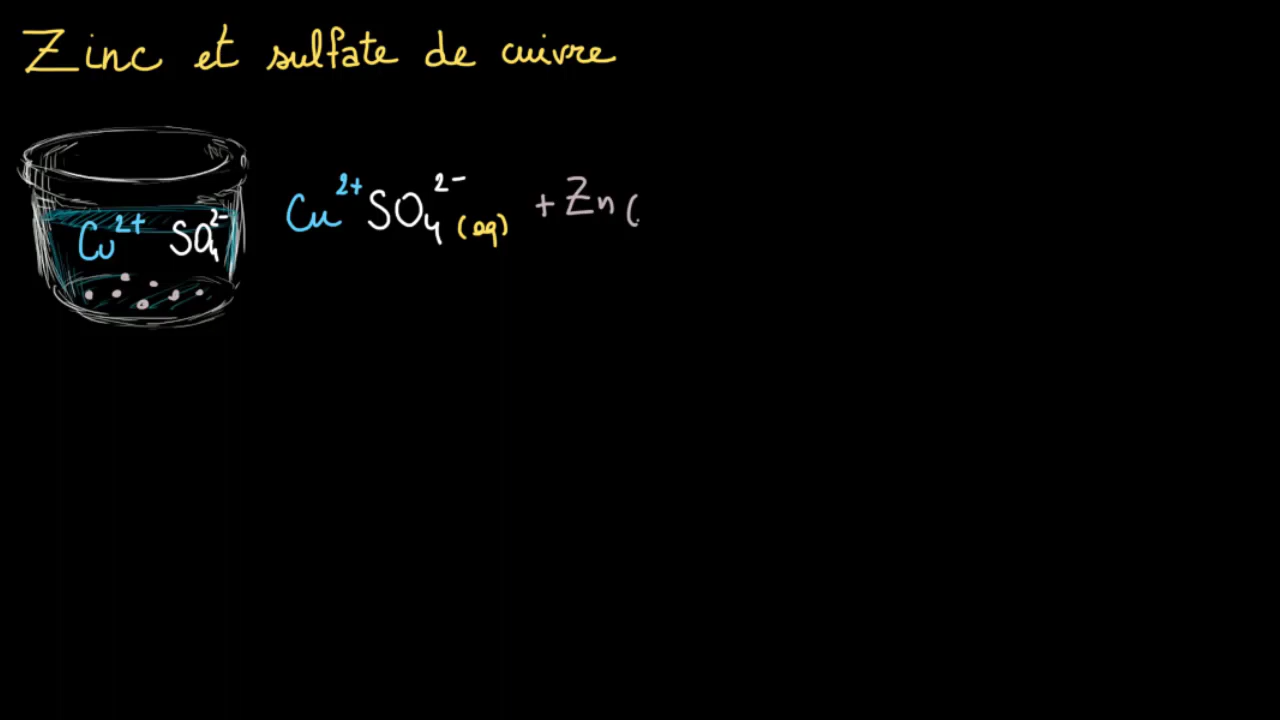 Zinc et sulfate de cuivre
Cu²⁺ SO₄²⁻ (aq) + Zn (
Cu²⁺ SO₄²⁻